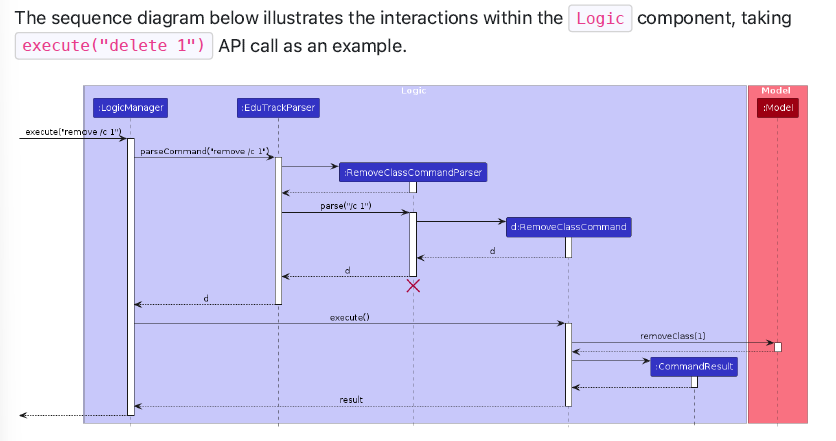 The sequence diagram below illustrates the interactions within the Logic component, taking
execute("delete 1") API call as an example.
Logic
Model
:LogicManager
:EduTrackParser
:Model
execute("remove /c 1")
parseCommand("remove /c 1")
:RemoveClassCommandParser
parse("/c 1")
d:RemoveClassCommand
d
d
d
execute()
removeClass(1)
:CommandResult
result